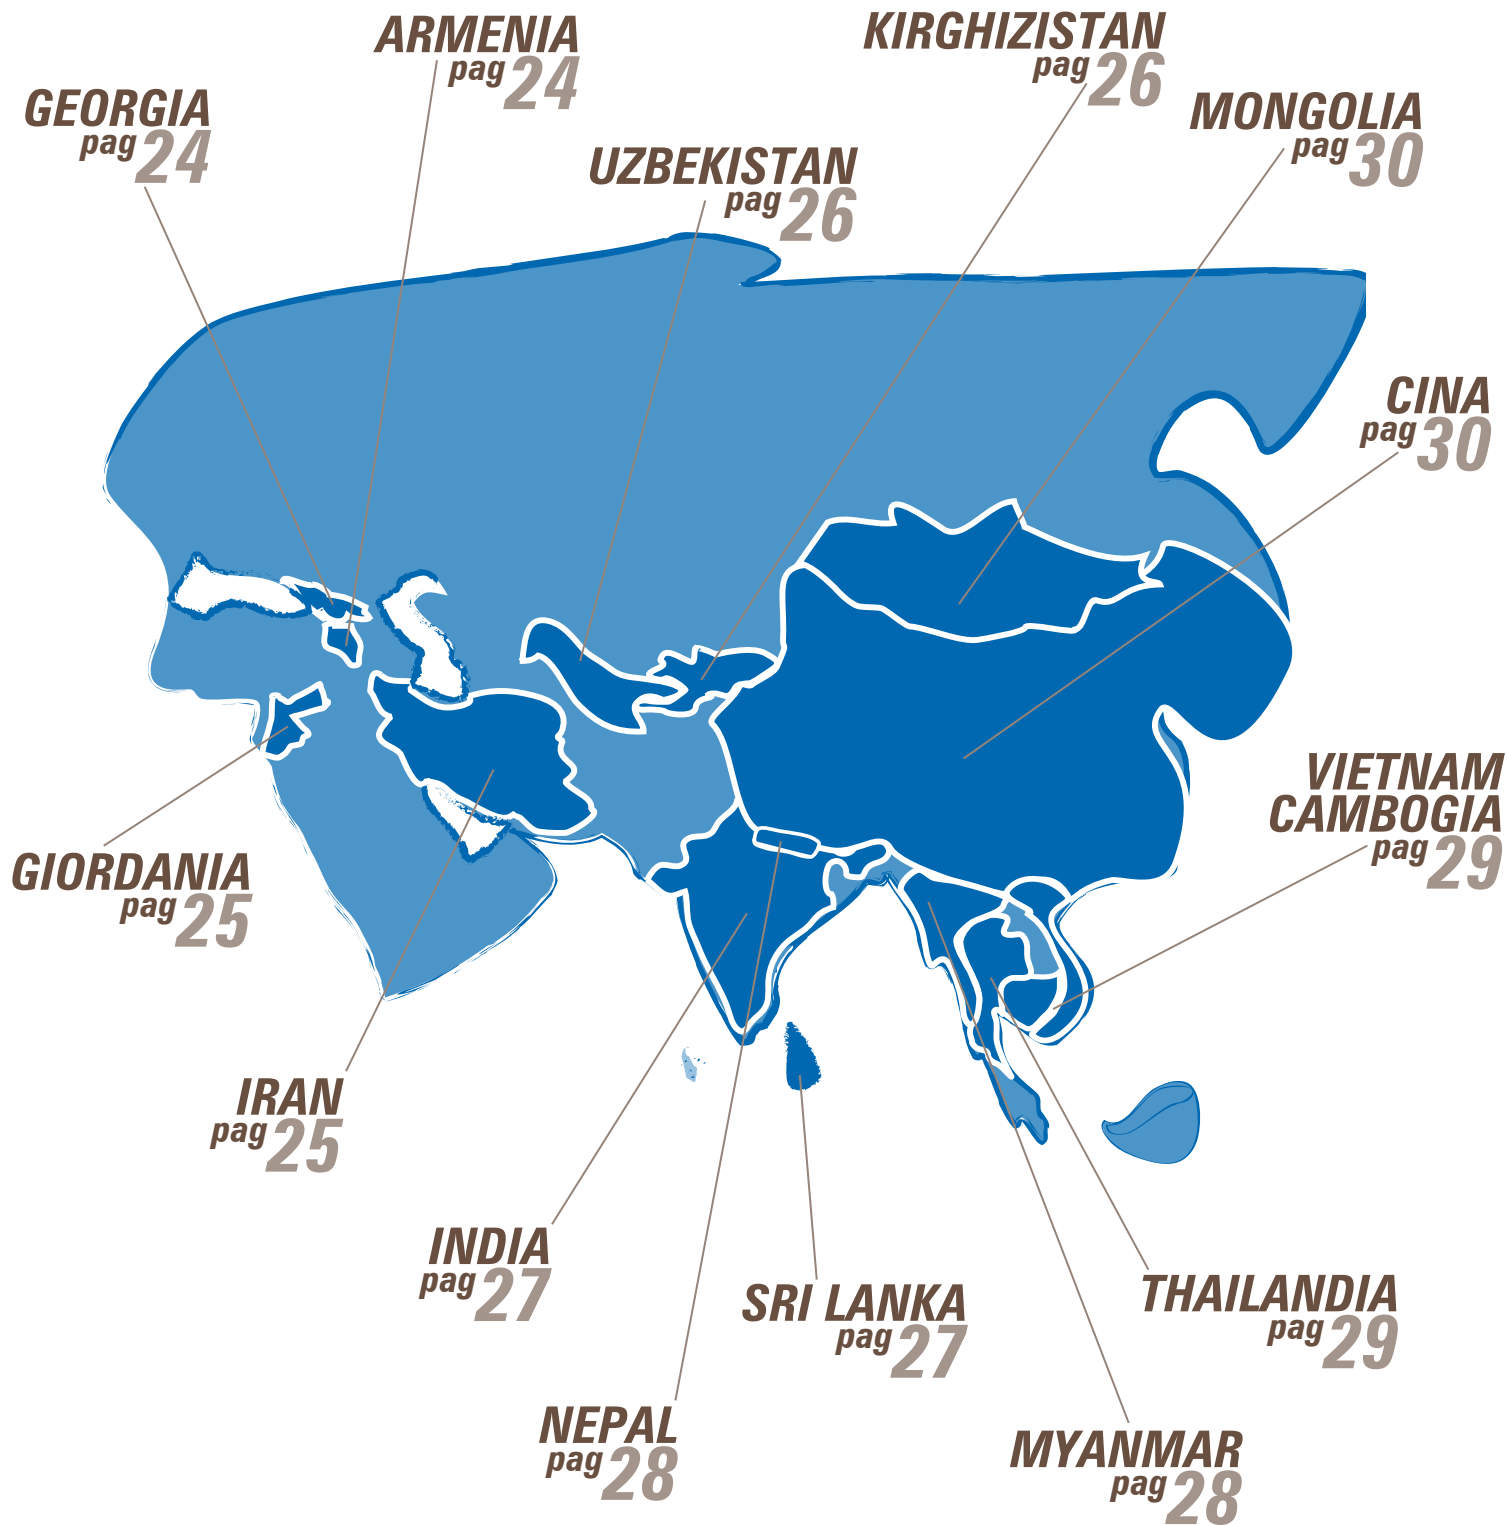 ARMENIA
pag 24
KIRGHIZISTAN
pag 26
GEORGIA
pag 24
MONGOLIA
pag 30
UZBEKISTAN
pag 26
CINA
pag 30
VIETNAM
CAMBOGIA
pag 29
GIORDANIA
pag 25
IRAN
pag 25
INDIA
pag 27
SRI LANKA
pag 27
THAILANDIA
pag 29
NEPAL
pag 28
MYANMAR
pag 28